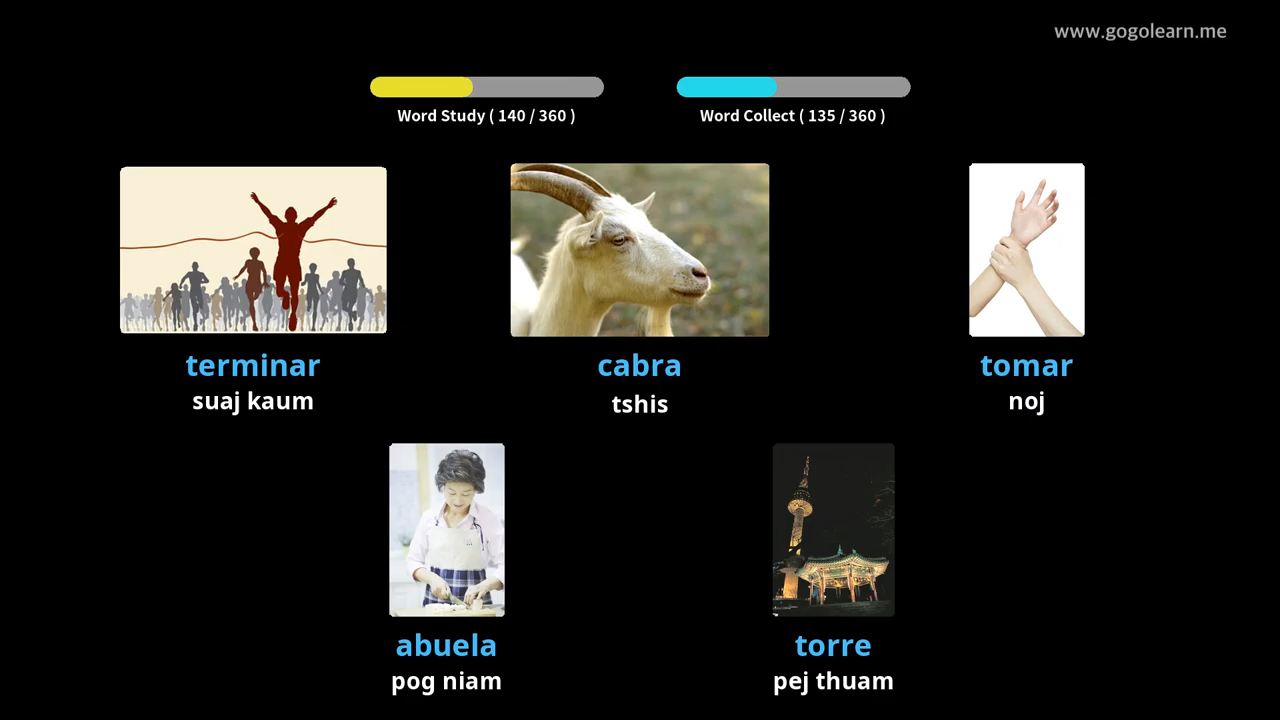 www.gogolearn.me
Word Study ( 140 / 360 )
Word Collect ( 135 / 360 )
terminar
suaj kaum
cabra
tshis
tomar
noj
abuela
pog niam
torre
pej thuam